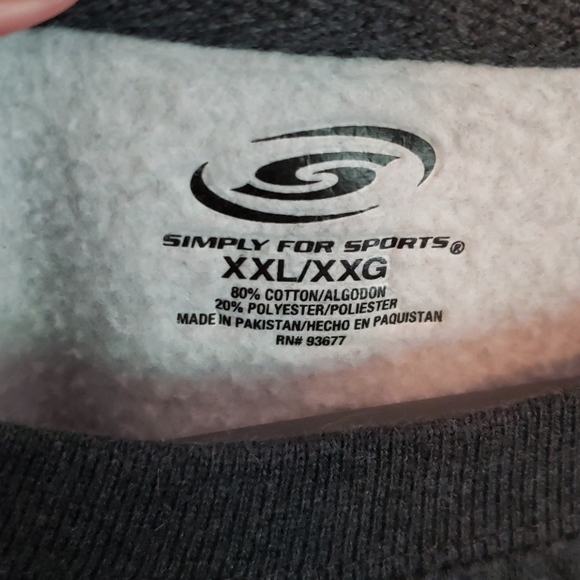 SIMPLY FOR SPORTS®
XXL/XXG
80% COTTON/ALGODON
20% POLYESTER/POLIESTER
MADE IN PAKISTAN/HECHO EN PAQUISTAN
RN# 93677